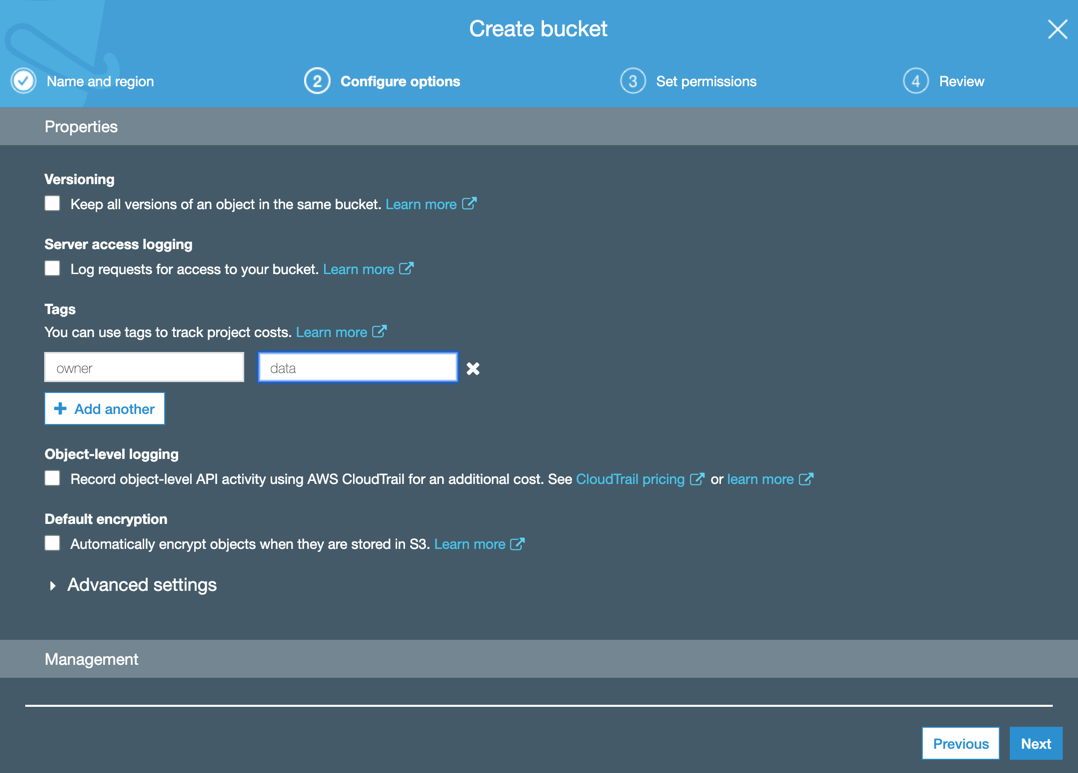 Create bucket
Name and region
2 Configure options
3 Set permissions
4 Review
Properties
Versioning
Keep all versions of an object in the same bucket. Learn more
Server access logging
Log requests for access to your bucket. Learn more
Tags
You can use tags to track project costs. Learn more
owner data
Add another
Object-level logging
Record object-level API activity using AWS CloudTrail for an additional cost. See CloudTrail pricing or learn more
Default encryption
Automatically encrypt objects when they are stored in S3. Learn more
Advanced settings
Management
Previous Next